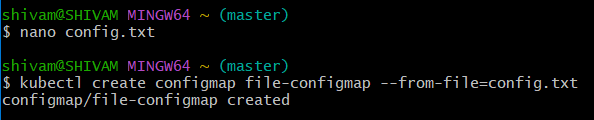 shivam@SHIVAM MINGW64 ~ (master)
$ nano config.txt
shivam@SHIVAM MINGW64 ~ (master)
$ kubectl create configmap file-configmap --from-file=config.txt
configmap/file-configmap created